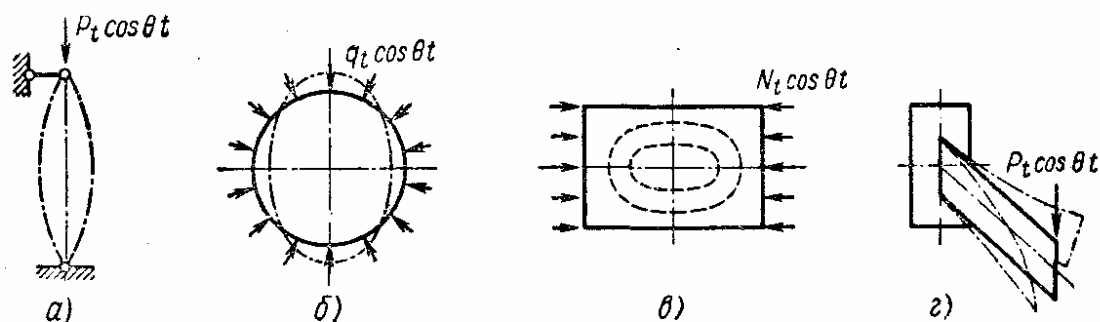 P_t cos θt
q_t cos θt
N_t cos θt
P_t cos θt
а)
б)
в)
г)